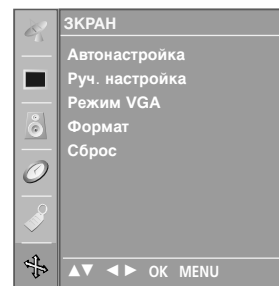 ЭКРАН
Автонастройка
Руч. настройка
Режим VGA
Формат
Сброс
▲▼ ◄► OK MENU